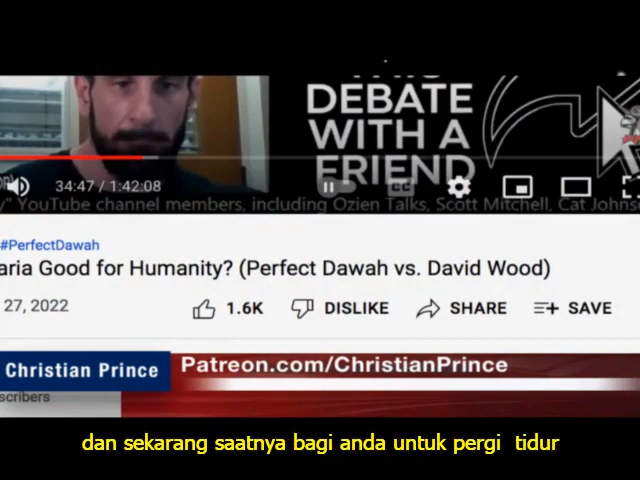 DEBATE
WITH A
FRIEND
34:47 / 1:42:08
CC
" YouTube channel members, including Ozien Talks, Scott Mitchell, Cat Johns
#PerfectDawah
aria Good for Humanity? (Perfect Dawah vs. David Wood)
27, 2022
1.6K
DISLIKE
SHARE
SAVE
Christian Prince
Patreon.com/ChristianPrince
scribers
dan sekarang saatnya bagi anda untuk pergi tidur